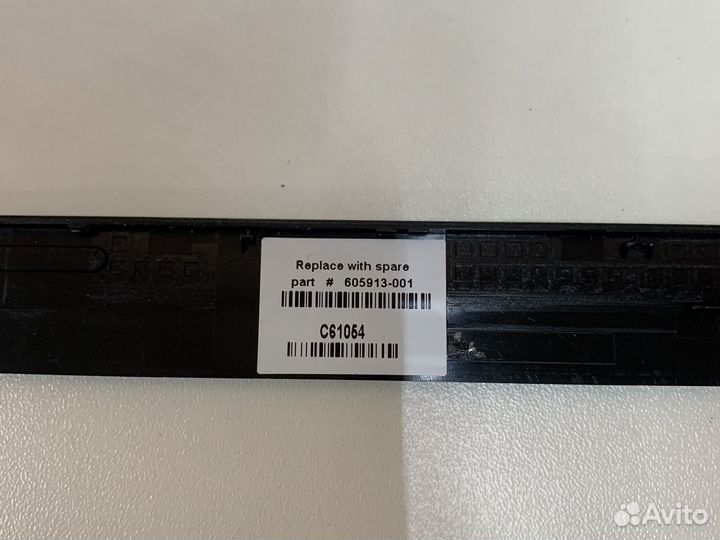 Replace with spare
part # 605913-001
C61054
Avito